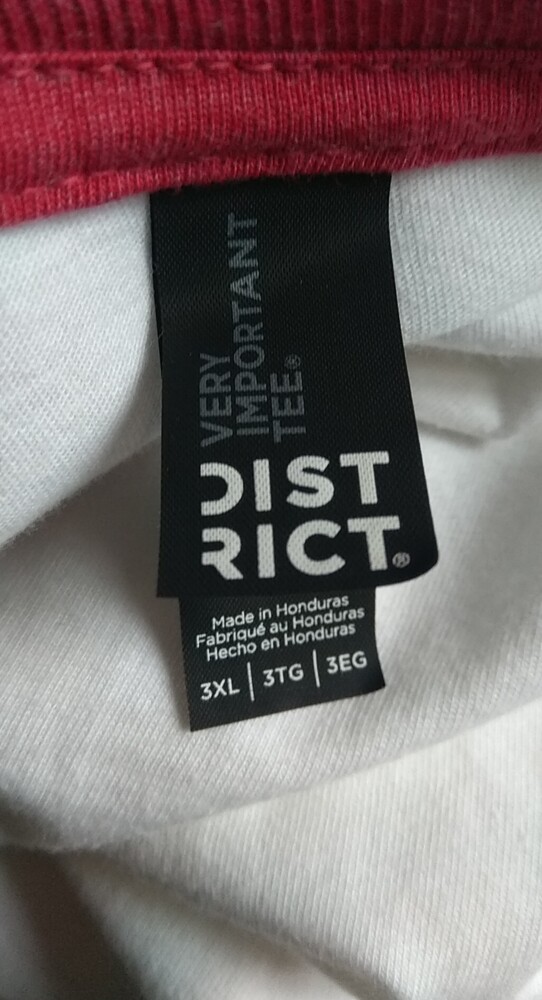 VERY
IMPORTANT
TEE®
DIST
RICT®
Made in Honduras
Fabriqué au Honduras
Hecho en Honduras
3XL | 3TG | 3EG